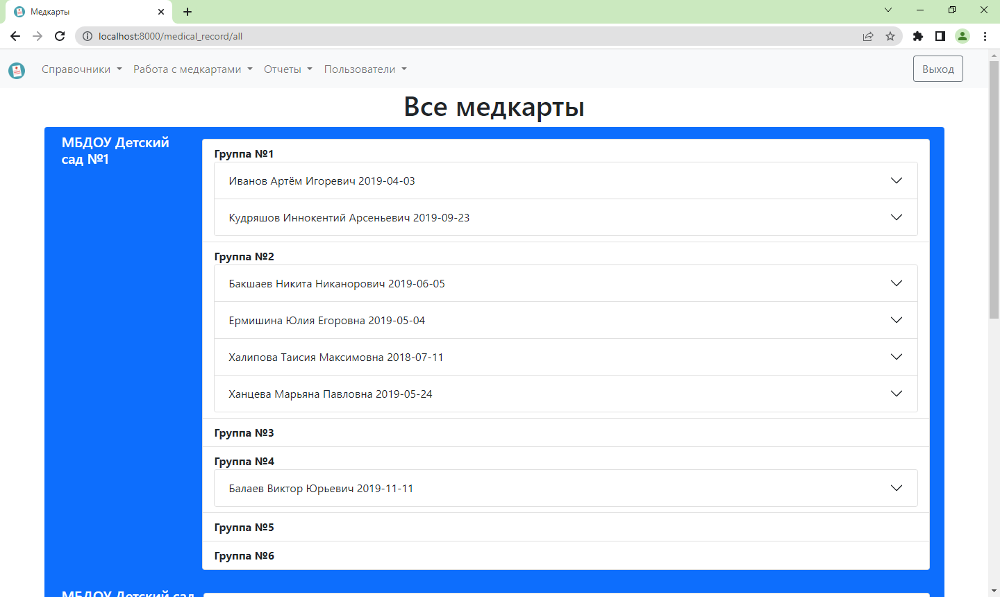 Медкарты
localhost:8000/medical_record/all
Справочники Работа с медкартами Отчеты Пользователи Выход
Все медкарты
МБДОУ Детский
сад №1
Группа №1
Иванов Артём Игоревич 2019-04-03
Кудряшов Иннокентий Арсеньевич 2019-09-23
Группа №2
Бакшаев Никита Никанорович 2019-06-05
Ермишина Юлия Егоровна 2019-05-04
Халипова Таисия Максимовна 2018-07-11
Ханцева Марьяна Павловна 2019-05-24
Группа №3
Группа №4
Балаев Виктор Юрьевич 2019-11-11
Группа №5
Группа №6
МБДОУ Детский сад